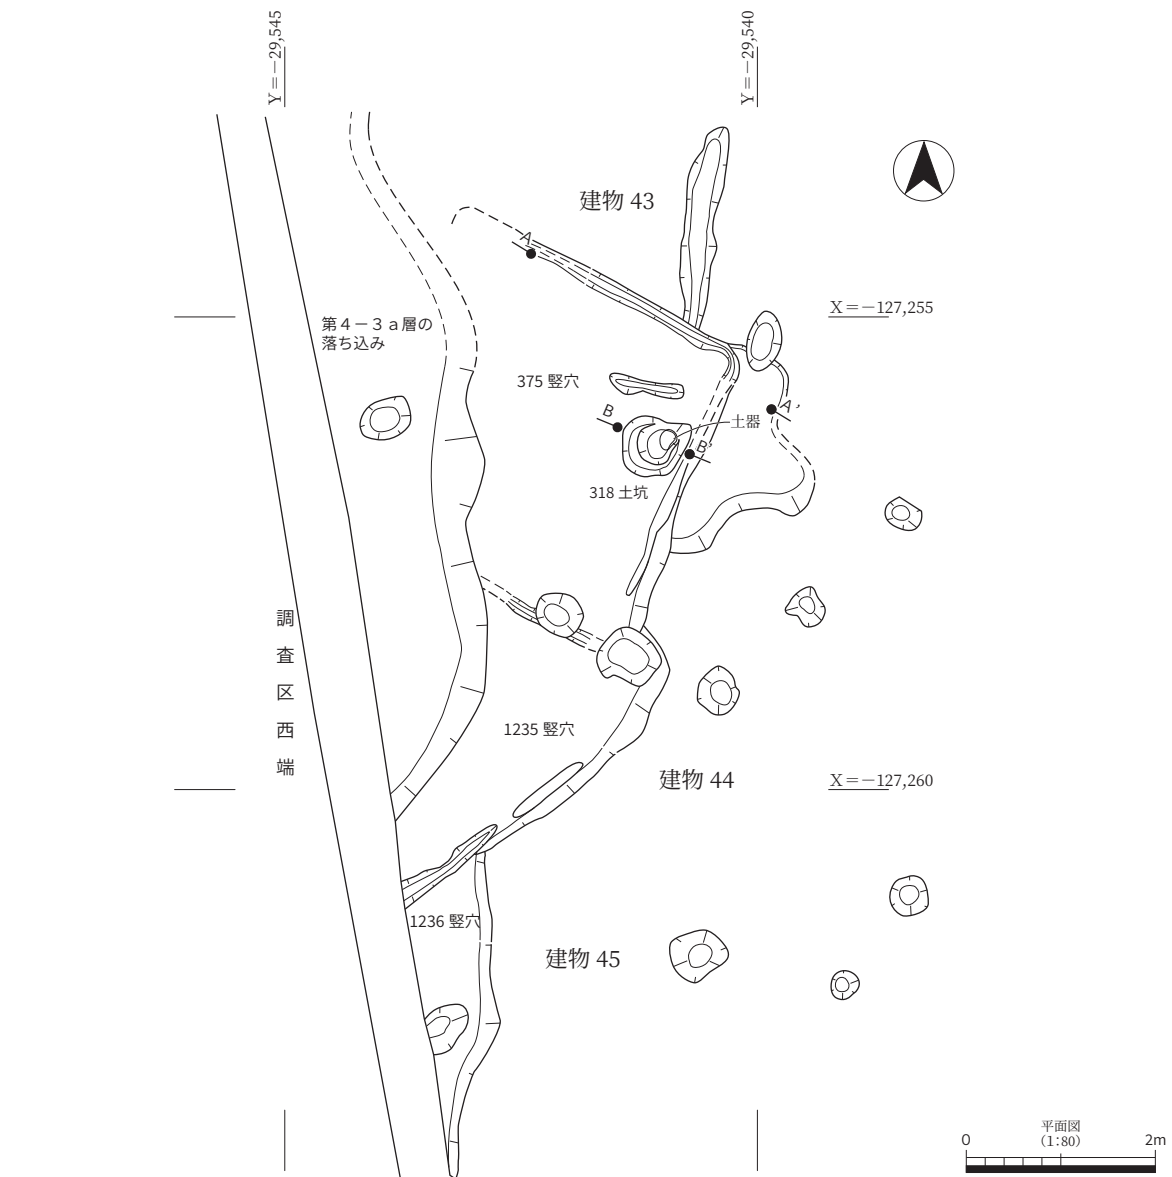 Y＝－29,545
Y＝－29,540
建物 43
A
X＝－127,255
第４－３ａ層の
落ち込み
375 竪穴
B
A’
土器
B’
318 土坑
調査区西端
1235 竪穴
建物 44
X＝－127,260
1236 竪穴
建物 45
平面図
（1：80）
0
2m